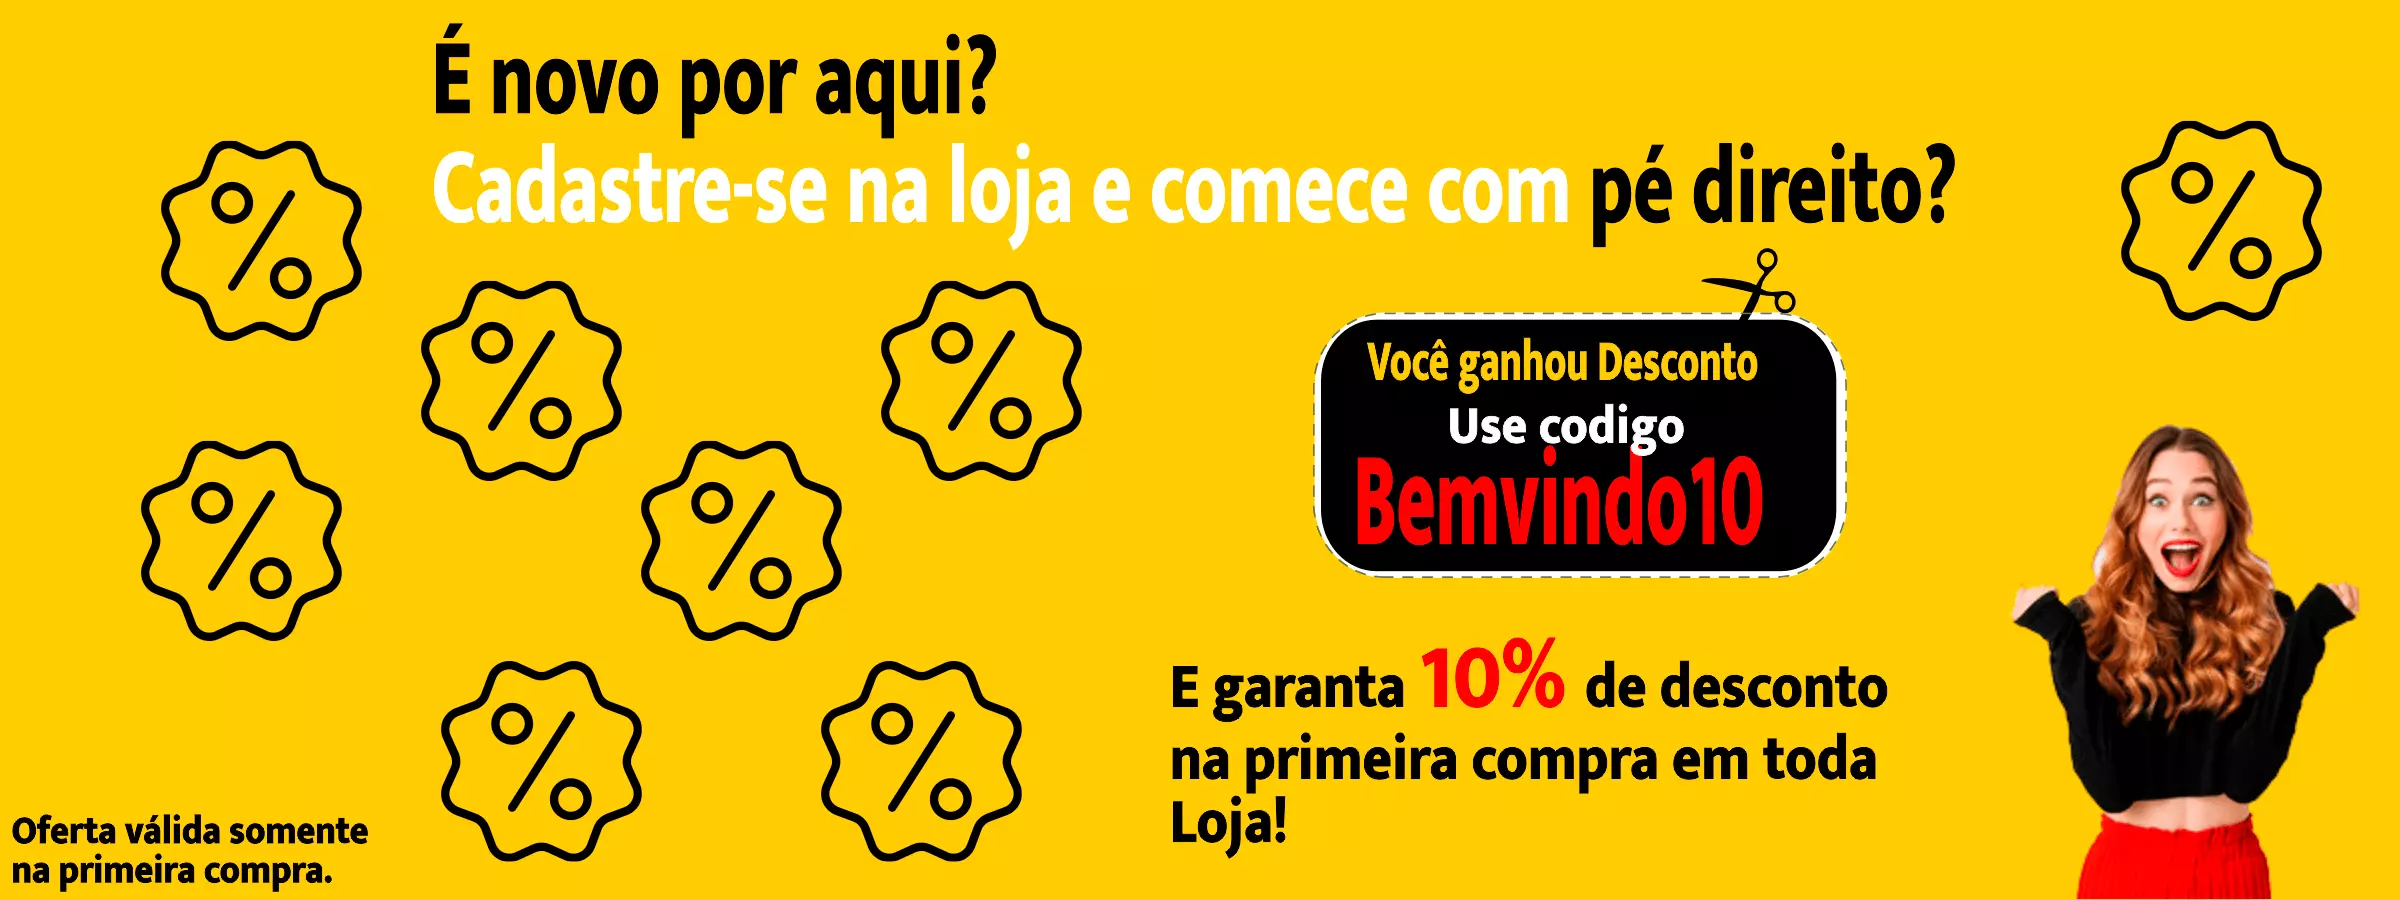 É novo por aqui?
Cadastre-se na loja e comece com pé direito?
Você ganhou Desconto
Use codigo
Bemvindo10
E garanta 10% de desconto
na primeira compra em toda
Loja!
Oferta válida somente
na primeira compra.